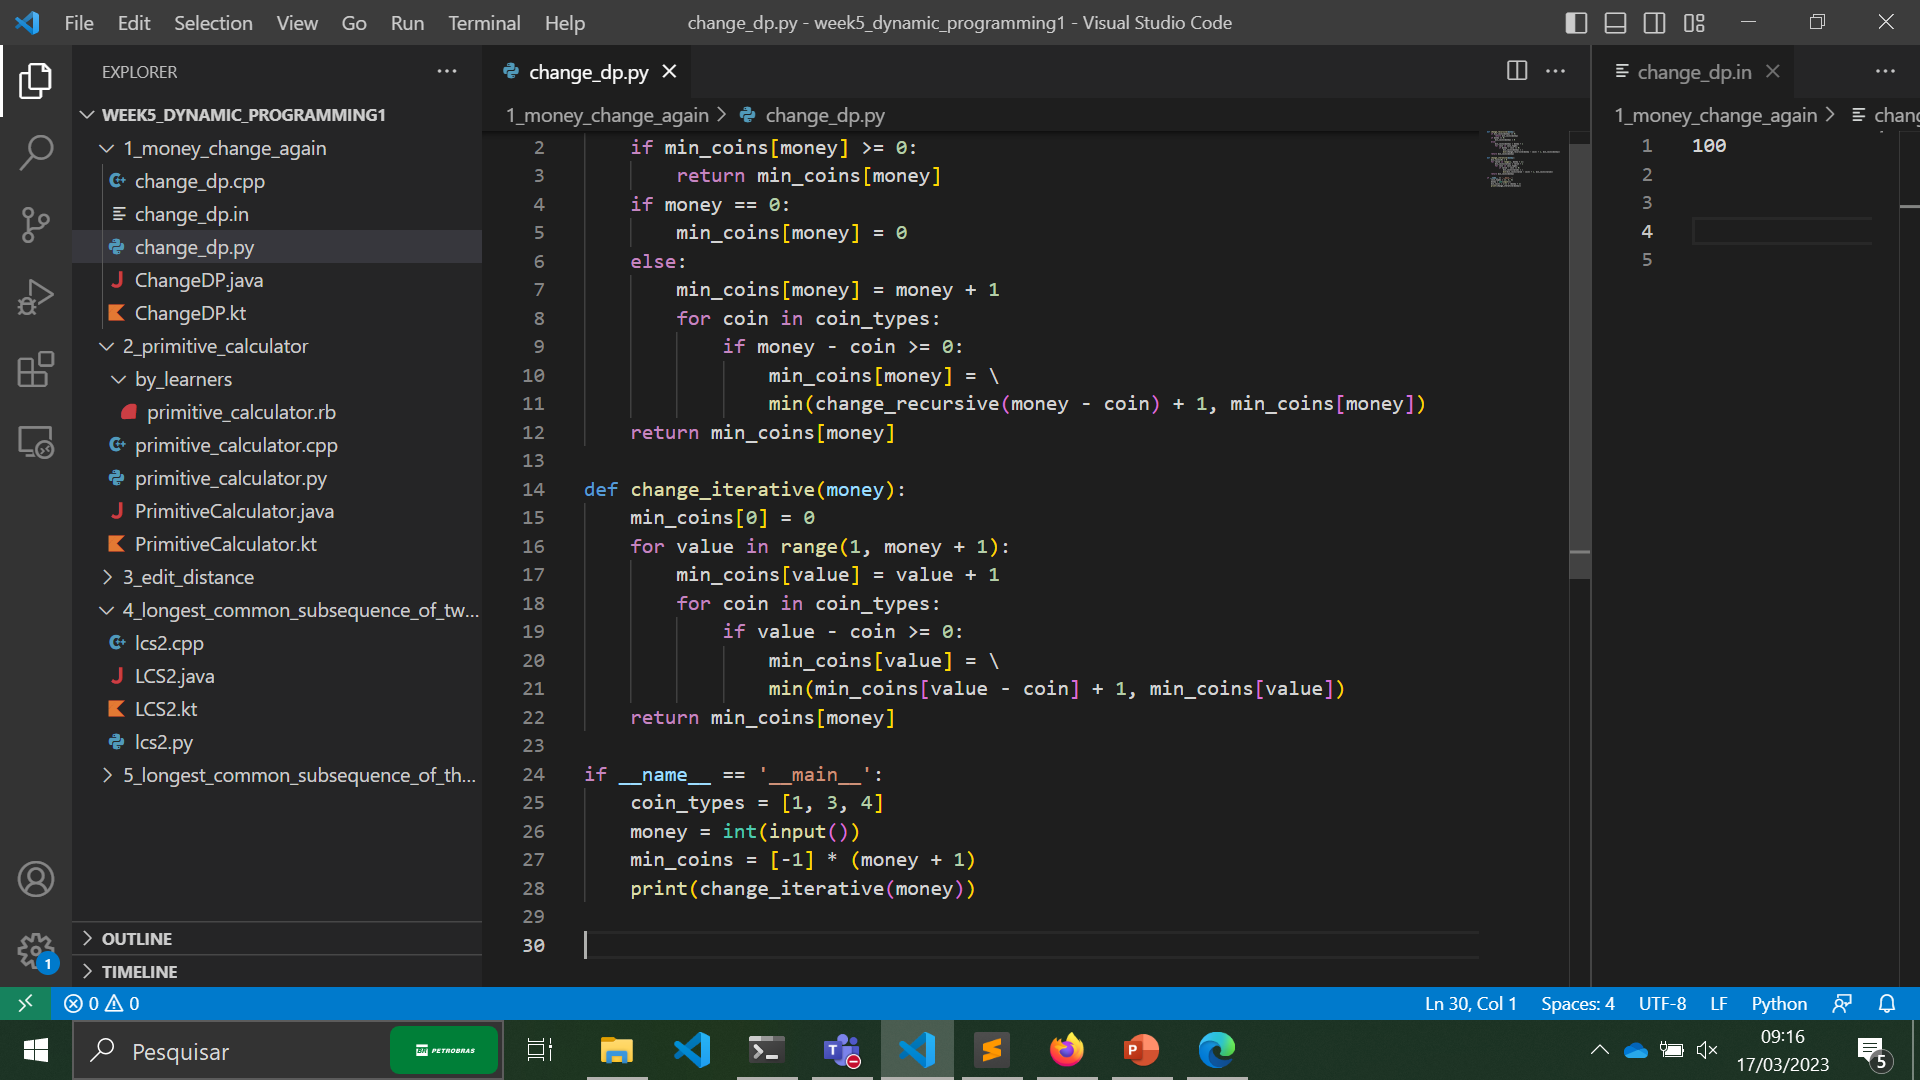 File Edit Selection View Go Run Terminal Help
change_dp.py - week5_dynamic_programming1 - Visual Studio Code
EXPLORER
WEEK5_DYNAMIC_PROGRAMMING1
1_money_change_again
change_dp.cpp
change_dp.in
change_dp.py
ChangeDP.java
ChangeDP.kt
2_primitive_calculator
by_learners
primitive_calculator.rb
primitive_calculator.cpp
primitive_calculator.py
PrimitiveCalculator.java
PrimitiveCalculator.kt
3_edit_distance
4_longest_common_subsequence_of_tw...
lcs2.cpp
LCS2.java
LCS2.kt
lcs2.py
5_longest_common_subsequence_of_th...
OUTLINE
TIMELINE
1
change_dp.py
1_money_change_again > change_dp.py
2 if min_coins[money] >= 0:
3 return min_coins[money]
4 if money == 0:
5 min_coins[money] = 0
6 else:
7 min_coins[money] = money + 1
8 for coin in coin_types:
9 if money - coin >= 0:
10 min_coins[money] = \
11 min(change_recursive(money - coin) + 1, min_coins[money])
12 return min_coins[money]
13
14 def change_iterative(money):
15 min_coins[0] = 0
16 for value in range(1, money + 1):
17 min_coins[value] = value + 1
18 for coin in coin_types:
19 if value - coin >= 0:
20 min_coins[value] = \
21 min(min_coins[value - coin] + 1, min_coins[value])
22 return min_coins[money]
23
24 if __name__ == '__main__':
25 coin_types = [1, 3, 4]
26 money = int(input())
27 min_coins = [-1] * (money + 1)
28 print(change_iterative(money))
29
30
change_dp.in
1_money_change_again > chang
1 100
2
3
4
5
0 0
Ln 30, Col 1 Spaces: 4 UTF-8 LF Python
Pesquisar
PETROBRAS
09:16
17/03/2023
5